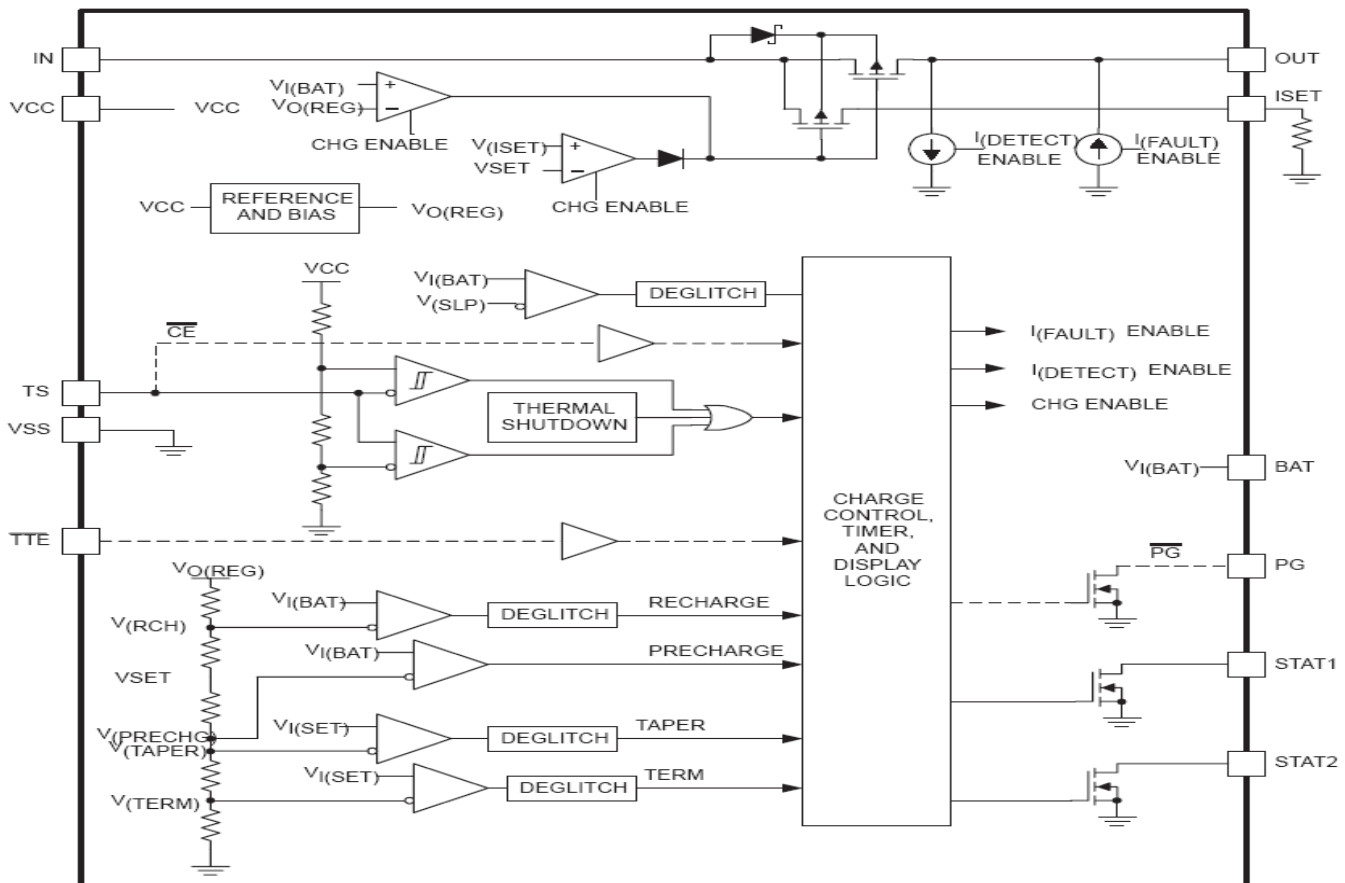 IN
OUT
VI(BAT)
VO(REG)
VCC
VCC
ISET
CHG ENABLE
V(ISET)
VSET
I(DETECT)
ENABLE
I(FAULT)
ENABLE
CHG ENABLE
VCC
REFERENCE
AND BIAS
VO(REG)
VCC
VI(BAT)
V(SLP)
DEGLITCH
CE
I(FAULT) ENABLE
I(DETECT) ENABLE
TS
THERMAL
SHUTDOWN
CHG ENABLE
VSS
VI(BAT)
BAT
CHARGE
CONTROL,
TIMER,
AND
DISPLAY
LOGIC
TTE
PG
PG
VO(REG)
VI(BAT)
DEGLITCH
RECHARGE
V(RCH)
VI(BAT)
PRECHARGE
VSET
STAT1
V(PRECHG)
V(TAPER)
VI(SET)
DEGLITCH
TAPER
STAT2
VI(SET)
DEGLITCH
TERM
V(TERM)